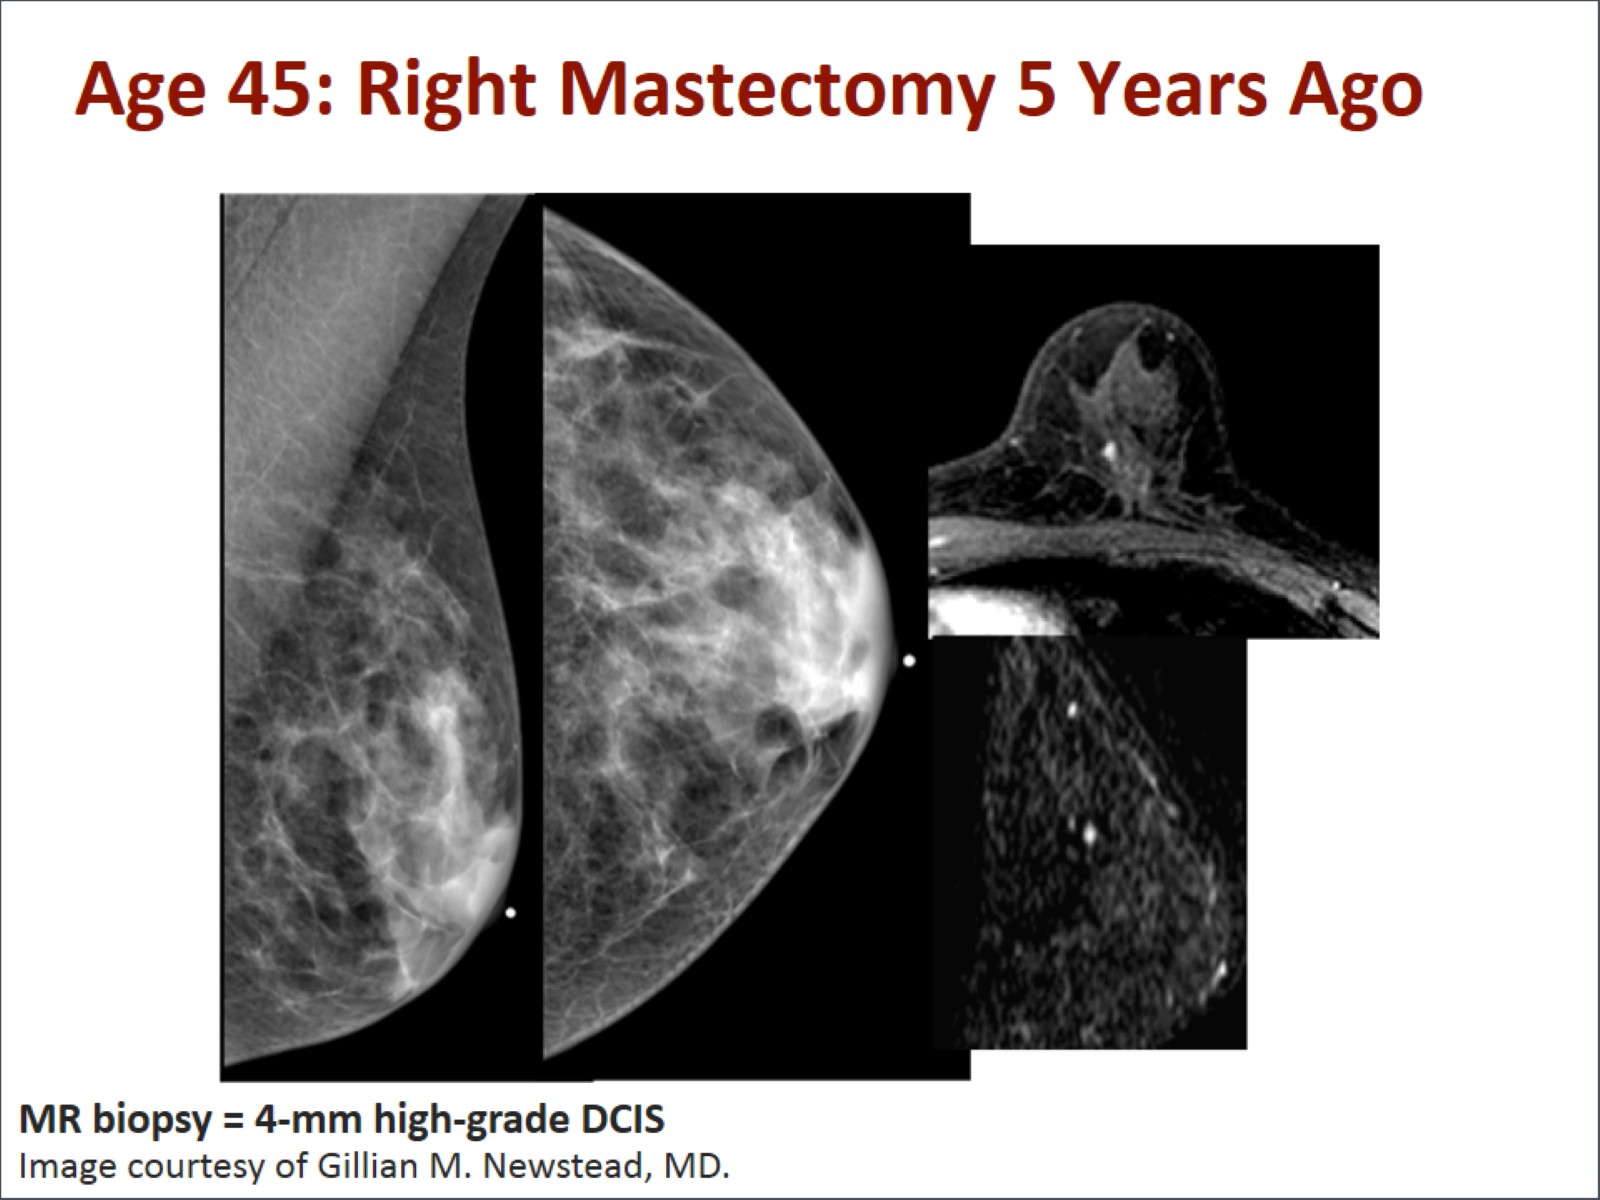 Age 45: Right Mastectomy 5 Years Ago
MR biopsy = 4-mm high-grade DCIS
Image courtesy of Gillian M. Newstead, MD.